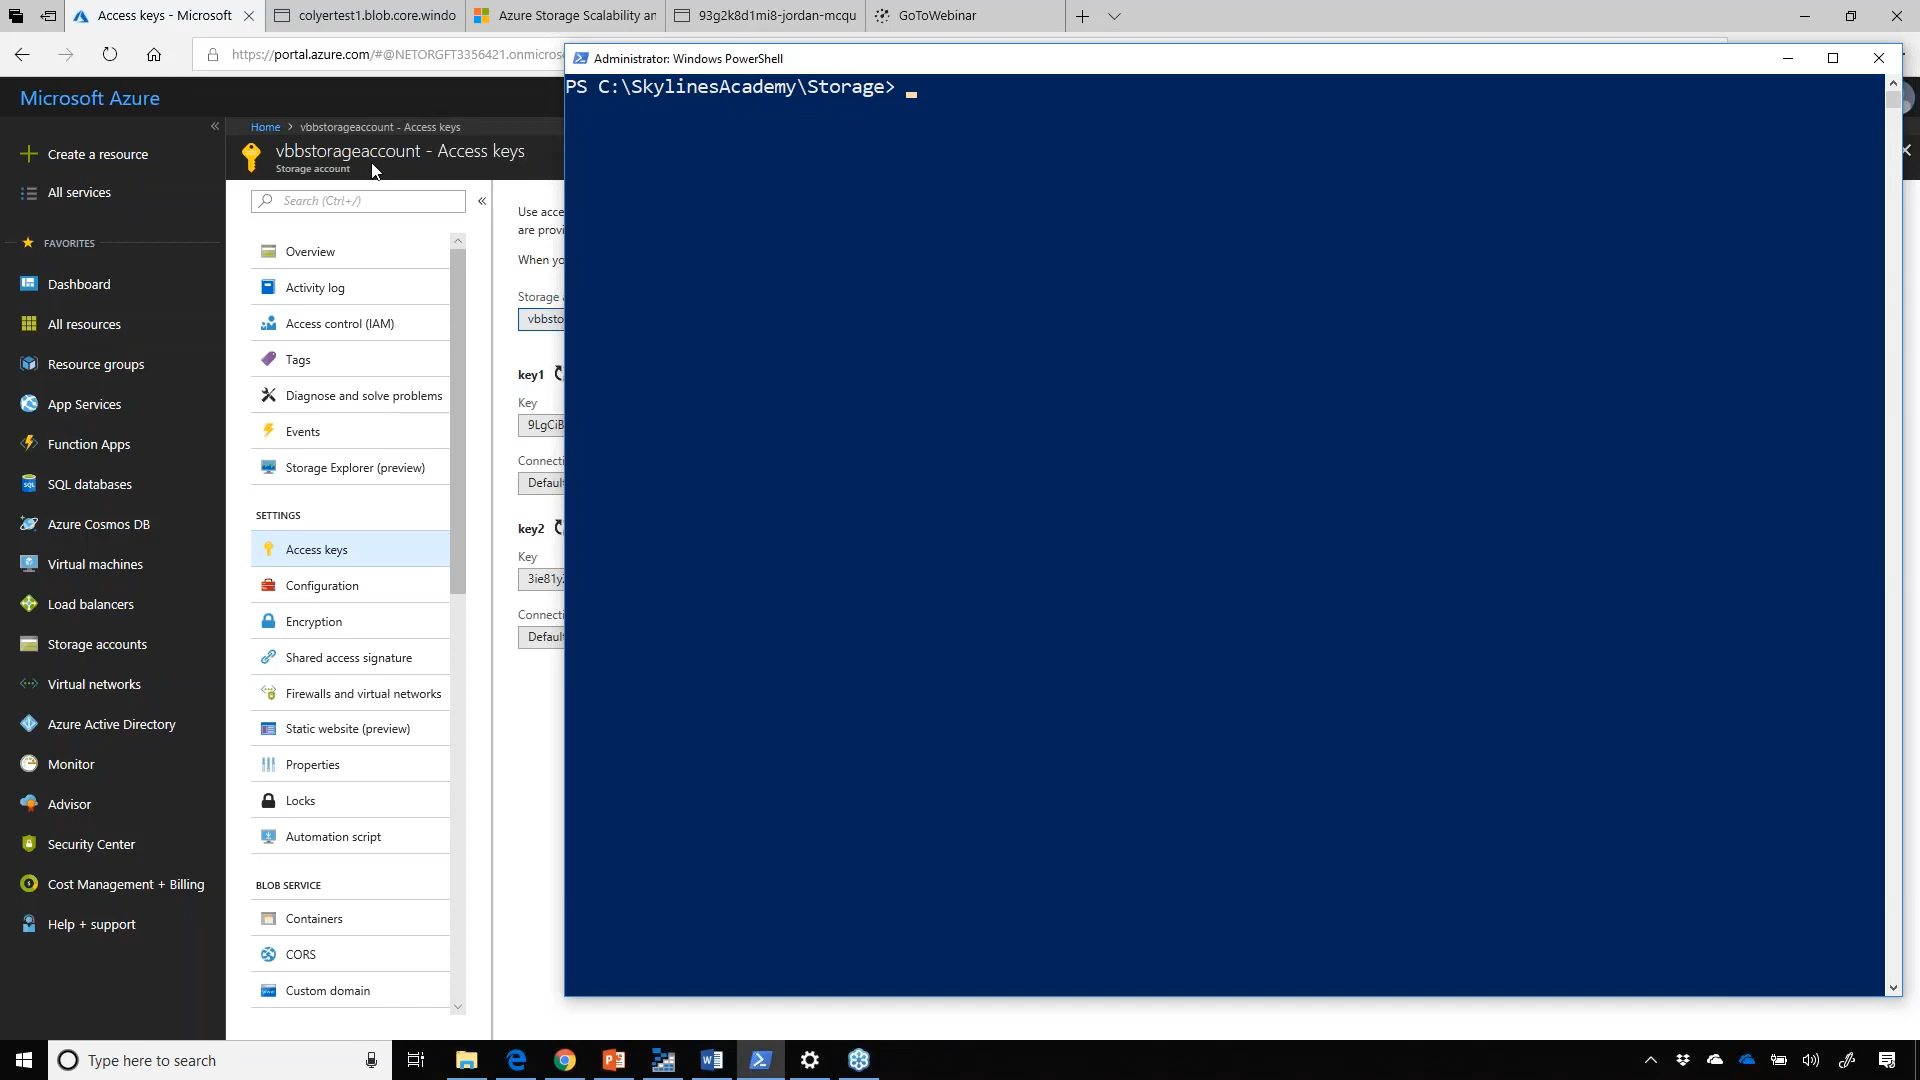 Access keys - Microsoft
colyertest1.blob.core.windo
Azure Storage Scalability an
93g2k8d1mi8-jordan-mcqu
GoToWebinar
https://portal.azure.com/#@NETORGFT3356421.onmicros
Administrator: Windows PowerShell
PS C:\SkylinesAcademy\Storage>
Microsoft Azure
Home > vbbstorageaccount - Access keys
vbbstorageaccount - Access keys
Storage account
Create a resource
All services
FAVORITES
Dashboard
All resources
Resource groups
App Services
Function Apps
SQL databases
Azure Cosmos DB
Virtual machines
Load balancers
Storage accounts
Virtual networks
Azure Active Directory
Monitor
Advisor
Security Center
Cost Management + Billing
Help + support
Search (Ctrl+/)
Overview
Activity log
Access control (IAM)
Tags
Diagnose and solve problems
Events
Storage Explorer (preview)
SETTINGS
Access keys
Configuration
Encryption
Shared access signature
Firewalls and virtual networks
Static website (preview)
Properties
Locks
Automation script
BLOB SERVICE
Containers
CORS
Custom domain
Use acce
are provi
When yo
Storage
vbbsto
key1
Key
9LgCiB
Connecti
Default
key2
Key
3ie81y
Connecti
Default
Type here to search